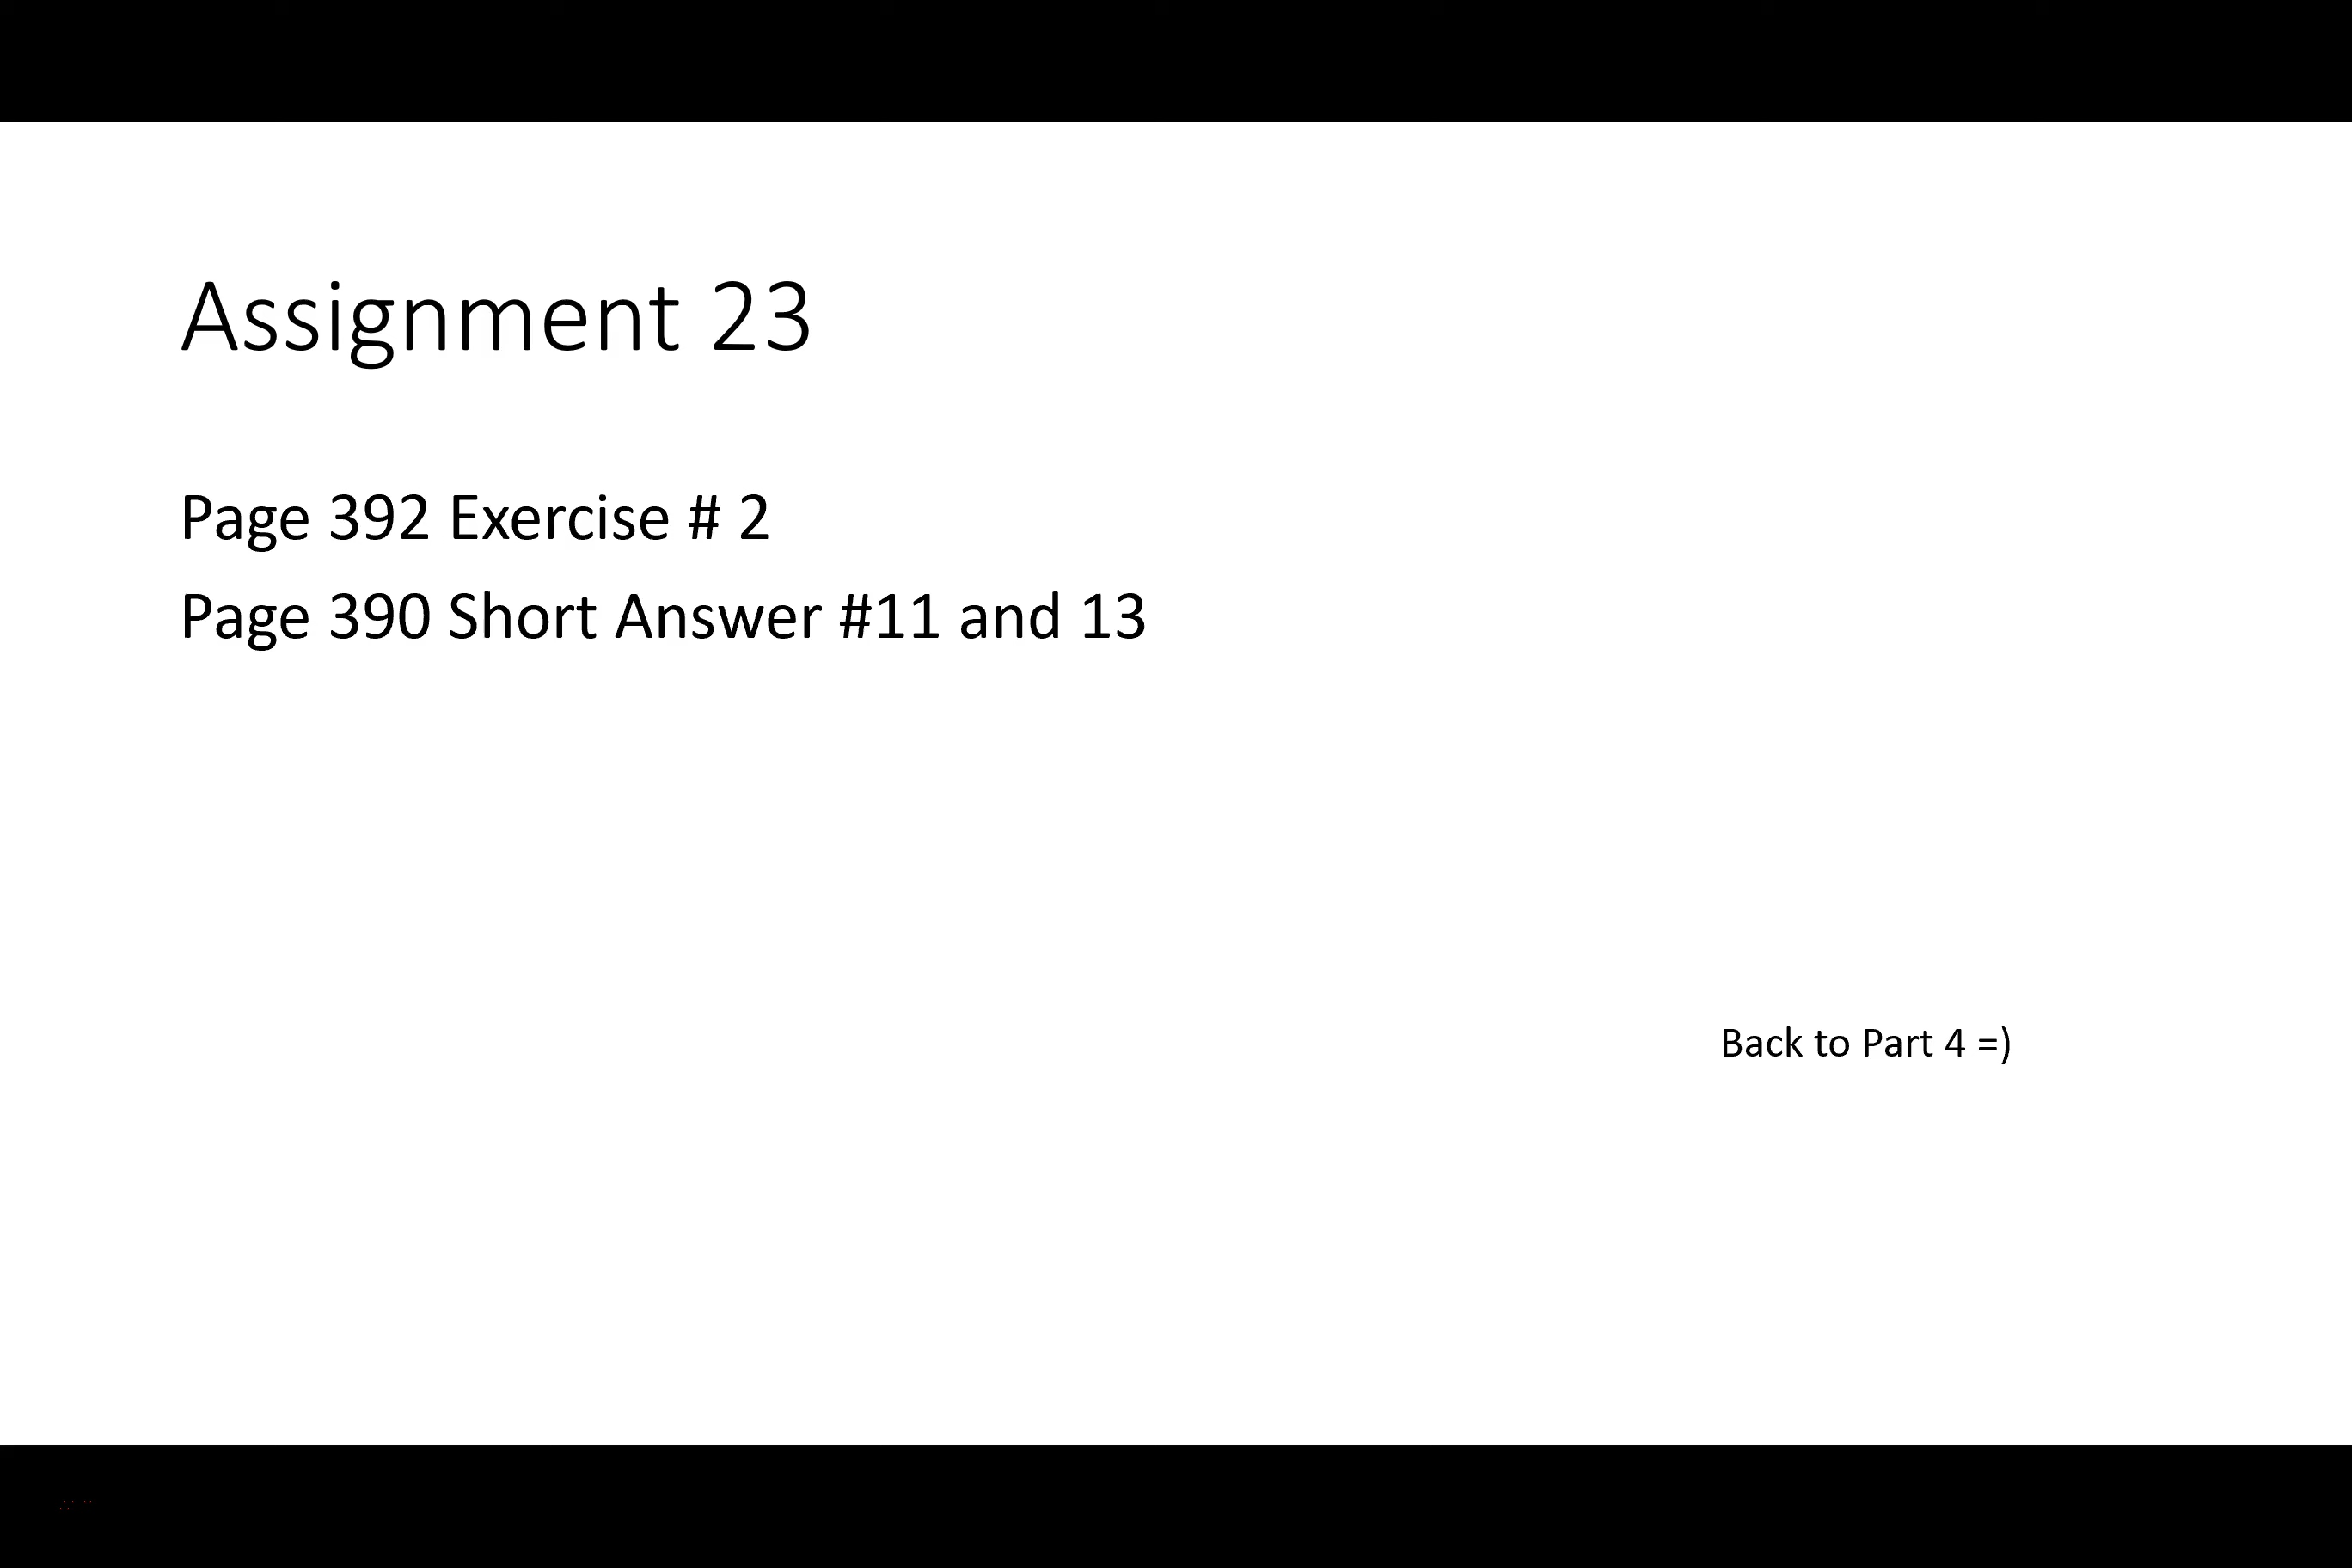 Assignment 23
Page 392 Exercise # 2
Page 390 Short Answer #11 and 13
Back to Part 4 =)